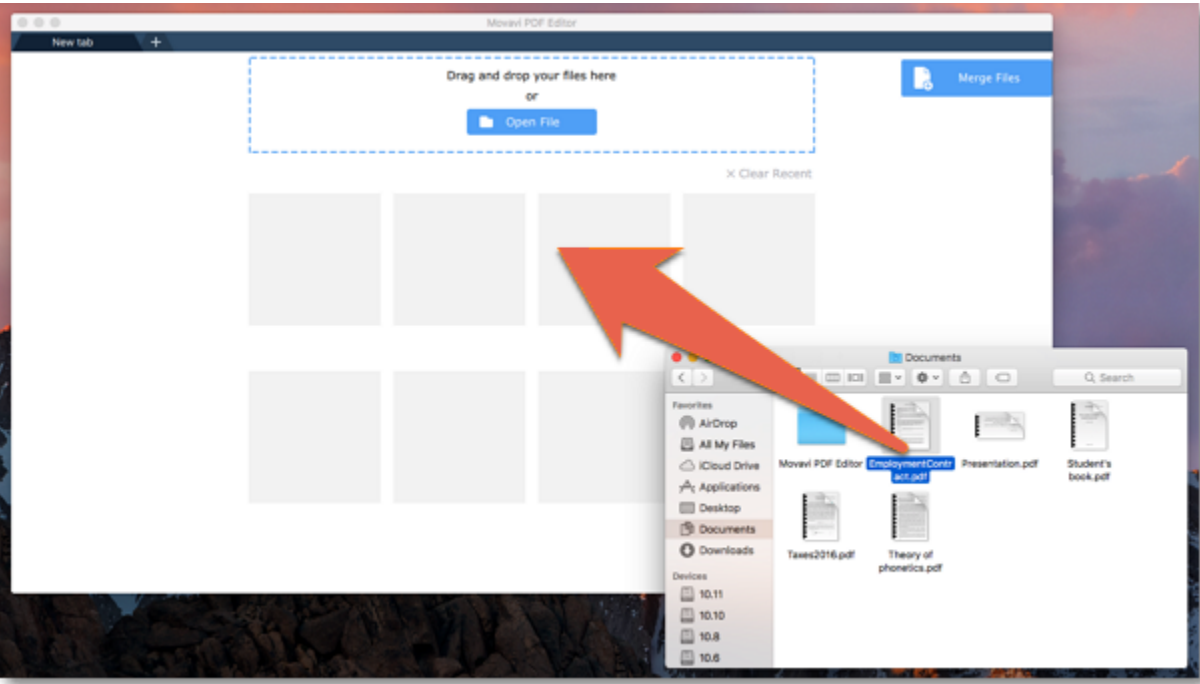 Movavi PDF Editor
New tab
+
Drag and drop your files here
or
Open File
Merge Files
× Clear Recent
Documents
Search
Favorites
AirDrop
All My Files
iCloud Drive
Applications
Desktop
Documents
Downloads
Devices
10.11
10.10
10.8
10.6
Movavi PDF Editor
EmploymentContr
act.pdf
Presentation.pdf
Student's
book.pdf
Taxes2016.pdf
Theory of
phonetics.pdf